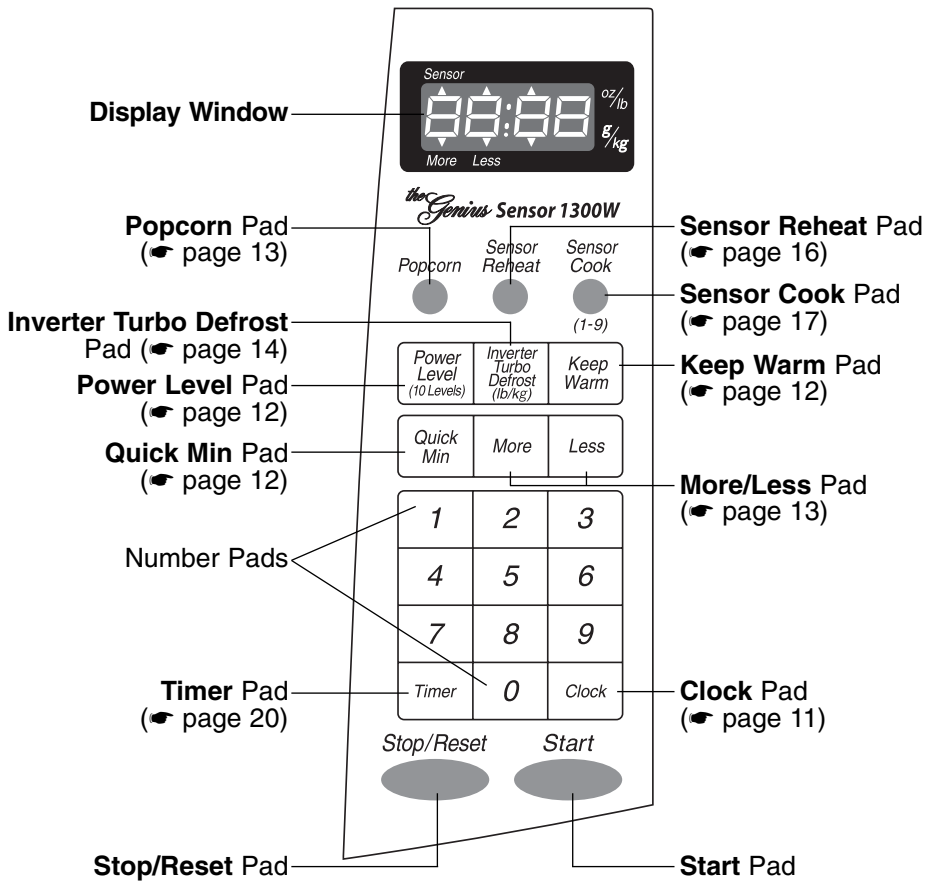 Display Window
Sensor
88:88
oz/lb
g/kg
More Less
the Genius Sensor 1300W
Popcorn Pad
(☛ page 13)
Sensor Reheat Pad
(☛ page 16)
Popcorn
Sensor
Reheat
Sensor
Cook
(1-9)
Sensor Cook Pad
(☛ page 17)
Inverter Turbo Defrost
Pad (☛ page 14)
Power Level Pad
(☛ page 12)
Power
Level
(10 Levels)
Inverter
Turbo
Defrost
(lb/kg)
Keep
Warm
Keep Warm Pad
(☛ page 12)
Quick Min Pad
(☛ page 12)
Quick
Min
More
Less
More/Less Pad
(☛ page 13)
Number Pads
1 2 3
4 5 6
7 8 9
Timer 0 Clock
Timer Pad
(☛ page 20)
Clock Pad
(☛ page 11)
Stop/Reset Start
Stop/Reset Pad
Start Pad